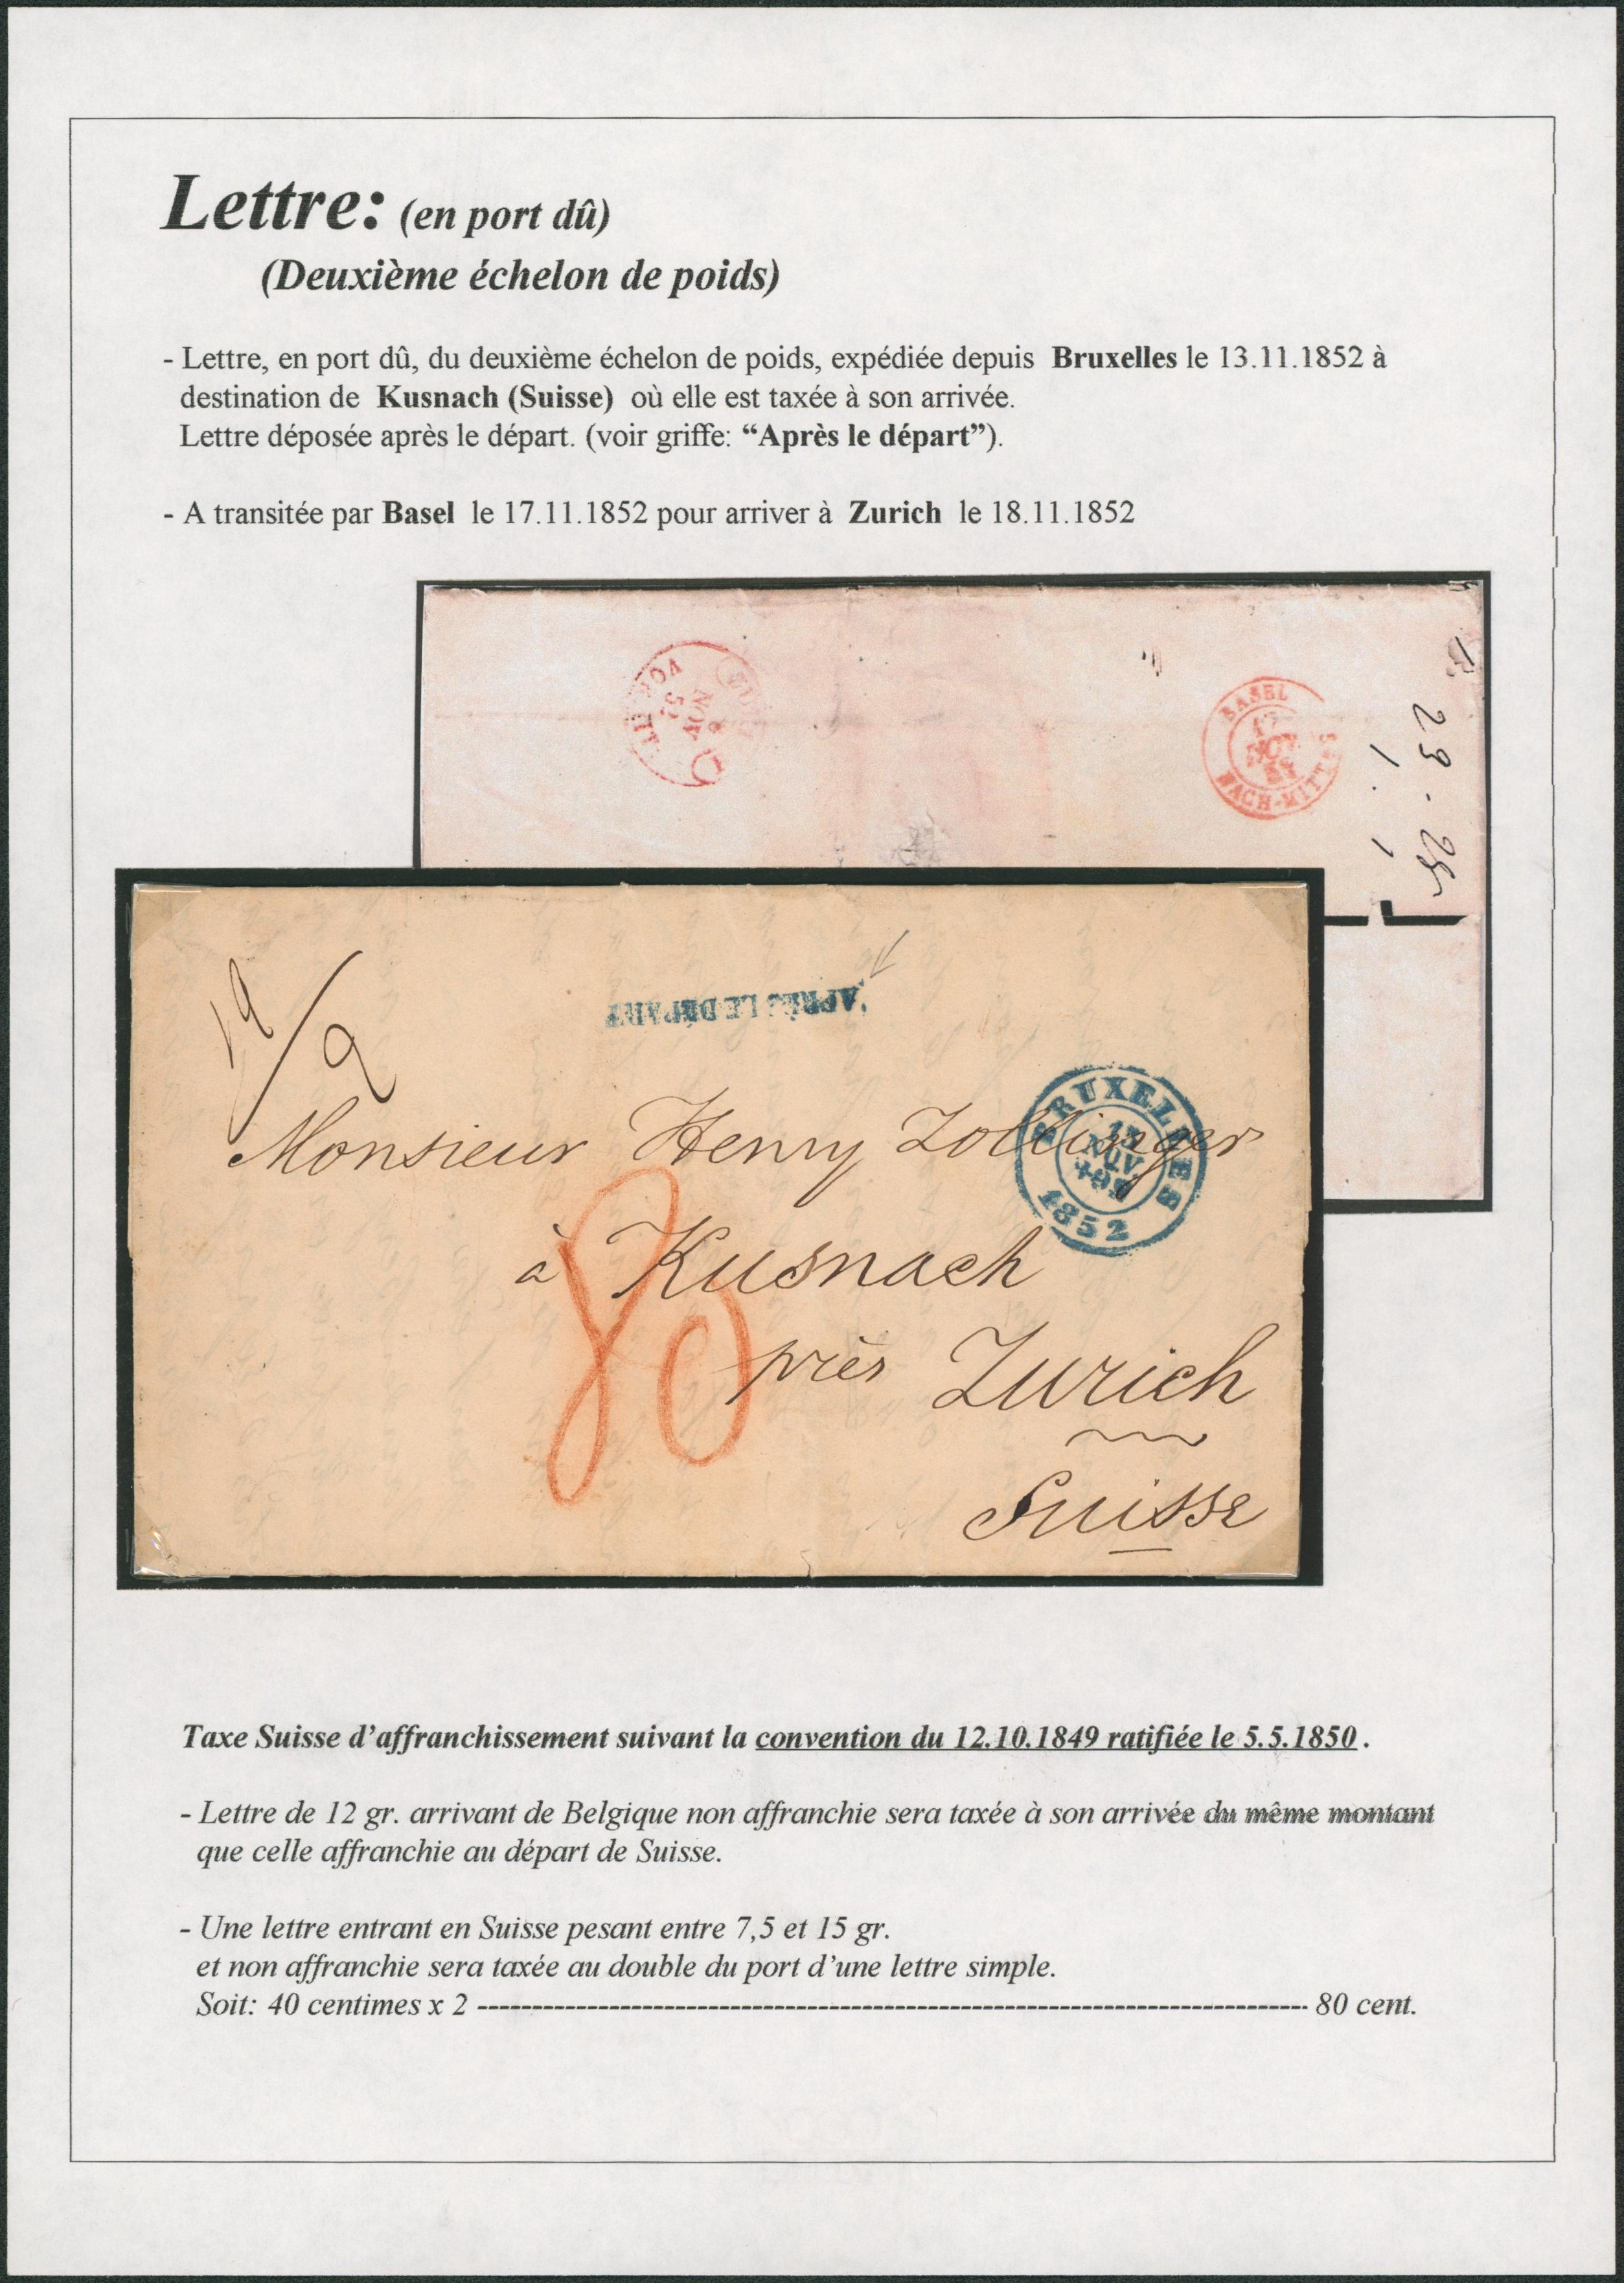 Lettre: (en port dû)
(Deuxième échelon de poids)
- Lettre, en port dû, du deuxième échelon de poids, expédiée depuis Bruxelles le 13.11.1852 à
destination de Kusnach (Suisse) où elle est taxée à son arrivée.
Lettre déposée après le départ. (voir griffe: “Après le départ”).
- A transitée par Basel le 17.11.1852 pour arriver à Zurich le 18.11.1852
BASEL
NOV
NACH-MITT
NOV
APRÈS LE DÉPART
BRUXELLES
13
NOV
1852
Monsieur Henry Zollinger
à Kusnach
80
près Zurich
Suisse
Taxe Suisse d’affranchissement suivant la convention du 12.10.1849 ratifiée le 5.5.1850.
- Lettre de 12 gr. arrivant de Belgique non affranchie sera taxée à son arrivée du même montant
que celle affranchie au départ de Suisse.
- Une lettre entrant en Suisse pesant entre 7,5 et 15 gr.
et non affranchie sera taxée au double du port d’une lettre simple.
Soit: 40 centimes x 2 ---------------------------------------------------------------------------- 80 cent.